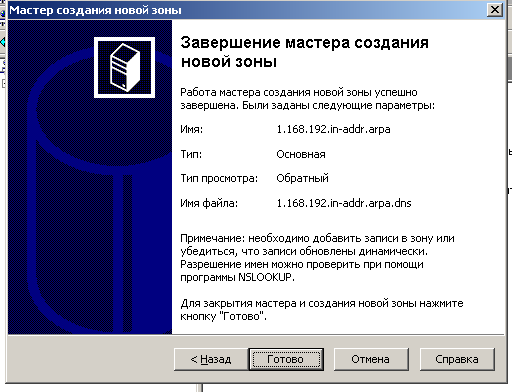 Мастер создания новой зоны
Завершение мастера создания
новой зоны
Работа мастера создания новой зоны успешно
завершена. Были заданы следующие параметры:
Имя: 1.168.192.in-addr.arpa
Тип: Основная
Тип просмотра: Обратный
Имя файла: 1.168.192.in-addr.arpa.dns
Примечание: необходимо добавить записи в зону или
убедиться, что записи обновлены динамически.
Разрешение имен можно проверить при помощи
программы NSLOOKUP.
Для закрытия мастера и создания новой зоны нажмите
кнопку "Готово".
< Назад Готово Отмена Справка